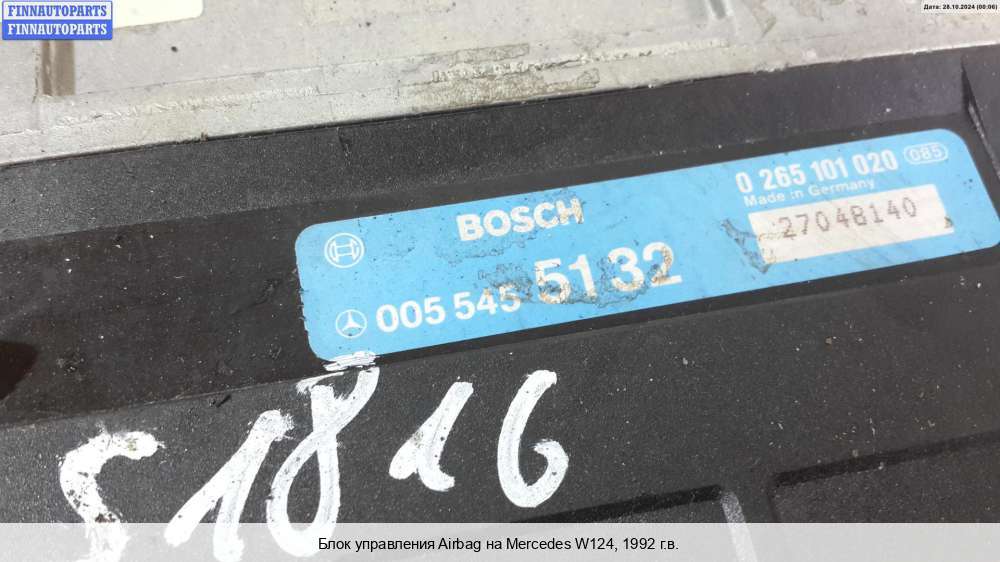 FINNAUTOPARTS
FINNAUTOPARTS
Дата: 28.10.2024 (00:06)
BOSCH
0 265 101 020 085
Made in Germany
27048140
005 545 5132
S1816
Блок управления Airbag на Mercedes W124, 1992 г.в.